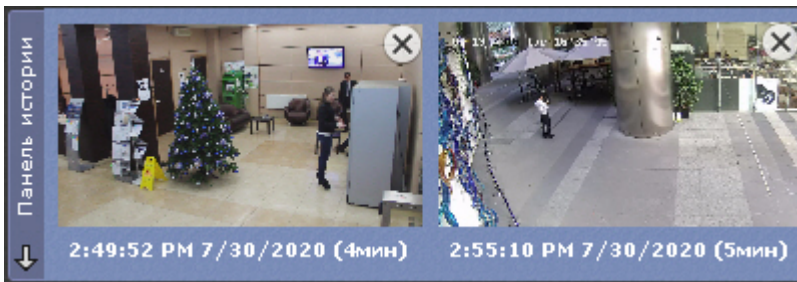 Панель истории
2:49:52 PM 7/30/2020 (4мин)
2:55:10 PM 7/30/2020 (5мин)